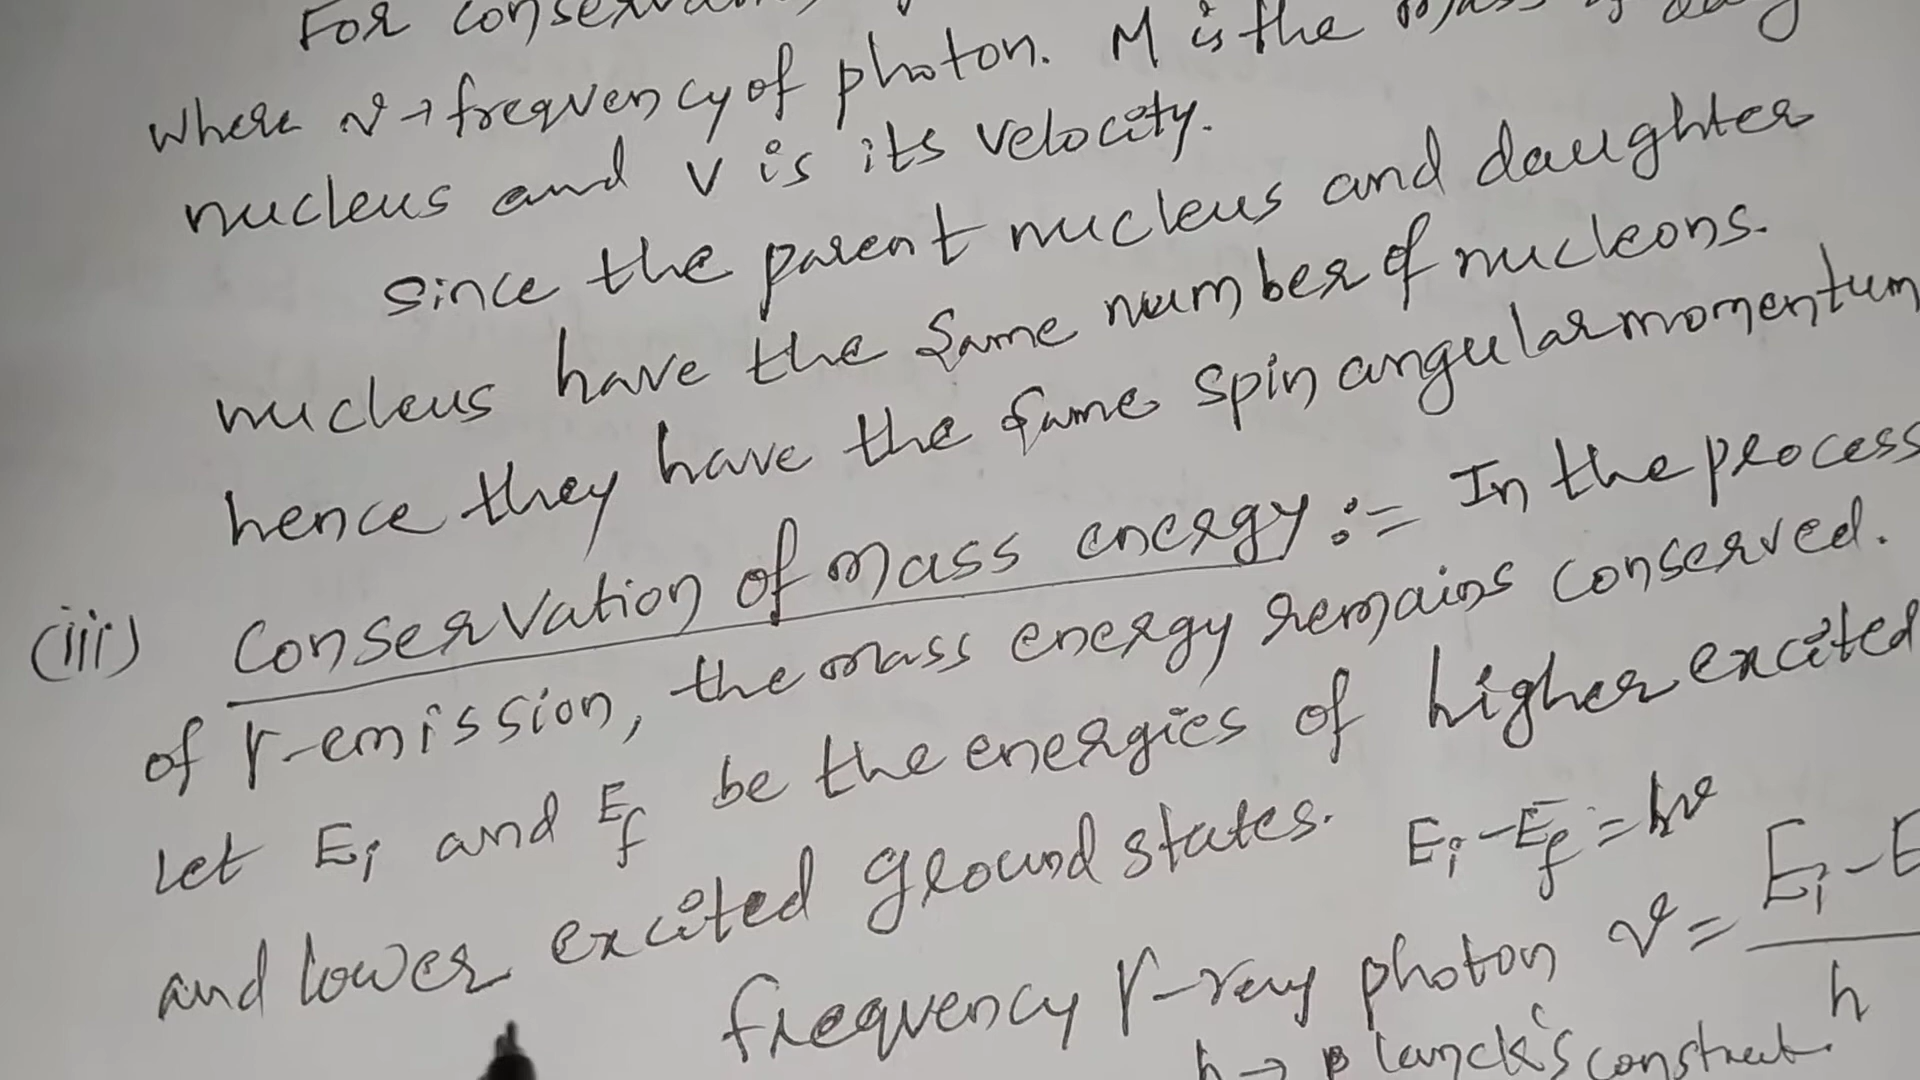 For
where ν → frequency of photon. M is the
nucleus and v is its velocity.
since the parent nucleus and daughter
nucleus have the same number of nucleons.
hence they have the same spin angular momentum
(iii) Conservation of mass energy := In the process
of γ-emission, the mass energy remains conserved.
Let Ei and Ef be the energies of higher excited
and lower excited ground states. Ei - Ef = hν
frequency γ-ray photon ν = Ei - E
h
h → planck's constant.